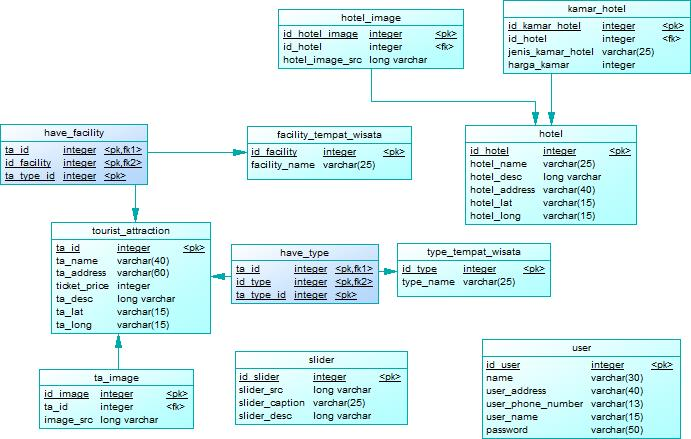 hotel_image
id_hotel_image integer <pk>
id_hotel integer <fk>
hotel_image_src long varchar
kamar_hotel
id_kamar_hotel integer <pk>
id_hotel integer <fk>
jenis_kamar_hotel varchar(25)
harga_kamar integer
have_facility
ta_id integer <pk,fk1>
id_facility integer <pk,fk2>
ta_type_id integer <pk>
facility_tempat_wisata
id_facility integer <pk>
facility_name varchar(25)
hotel
id_hotel integer <pk>
hotel_name varchar(25)
hotel_desc long varchar
hotel_address varchar(40)
hotel_lat varchar(15)
hotel_long varchar(15)
tourist_attraction
ta_id integer <pk>
ta_name varchar(40)
ta_address varchar(60)
ticket_price integer
ta_desc long varchar
ta_lat varchar(15)
ta_long varchar(15)
have_type
ta_id integer <pk,fk1>
id_type integer <pk,fk2>
ta_type_id integer <pk>
type_tempat_wisata
id_type integer <pk>
type_name varchar(25)
ta_image
id_image integer <pk>
ta_id integer <fk>
image_src long varchar
slider
id_slider integer <pk>
slider_src long varchar
slider_caption varchar(25)
slider_desc long varchar
user
id_user integer <pk>
name varchar(30)
user_address varchar(40)
user_phone_number varchar(13)
user_name varchar(15)
password varchar(50)